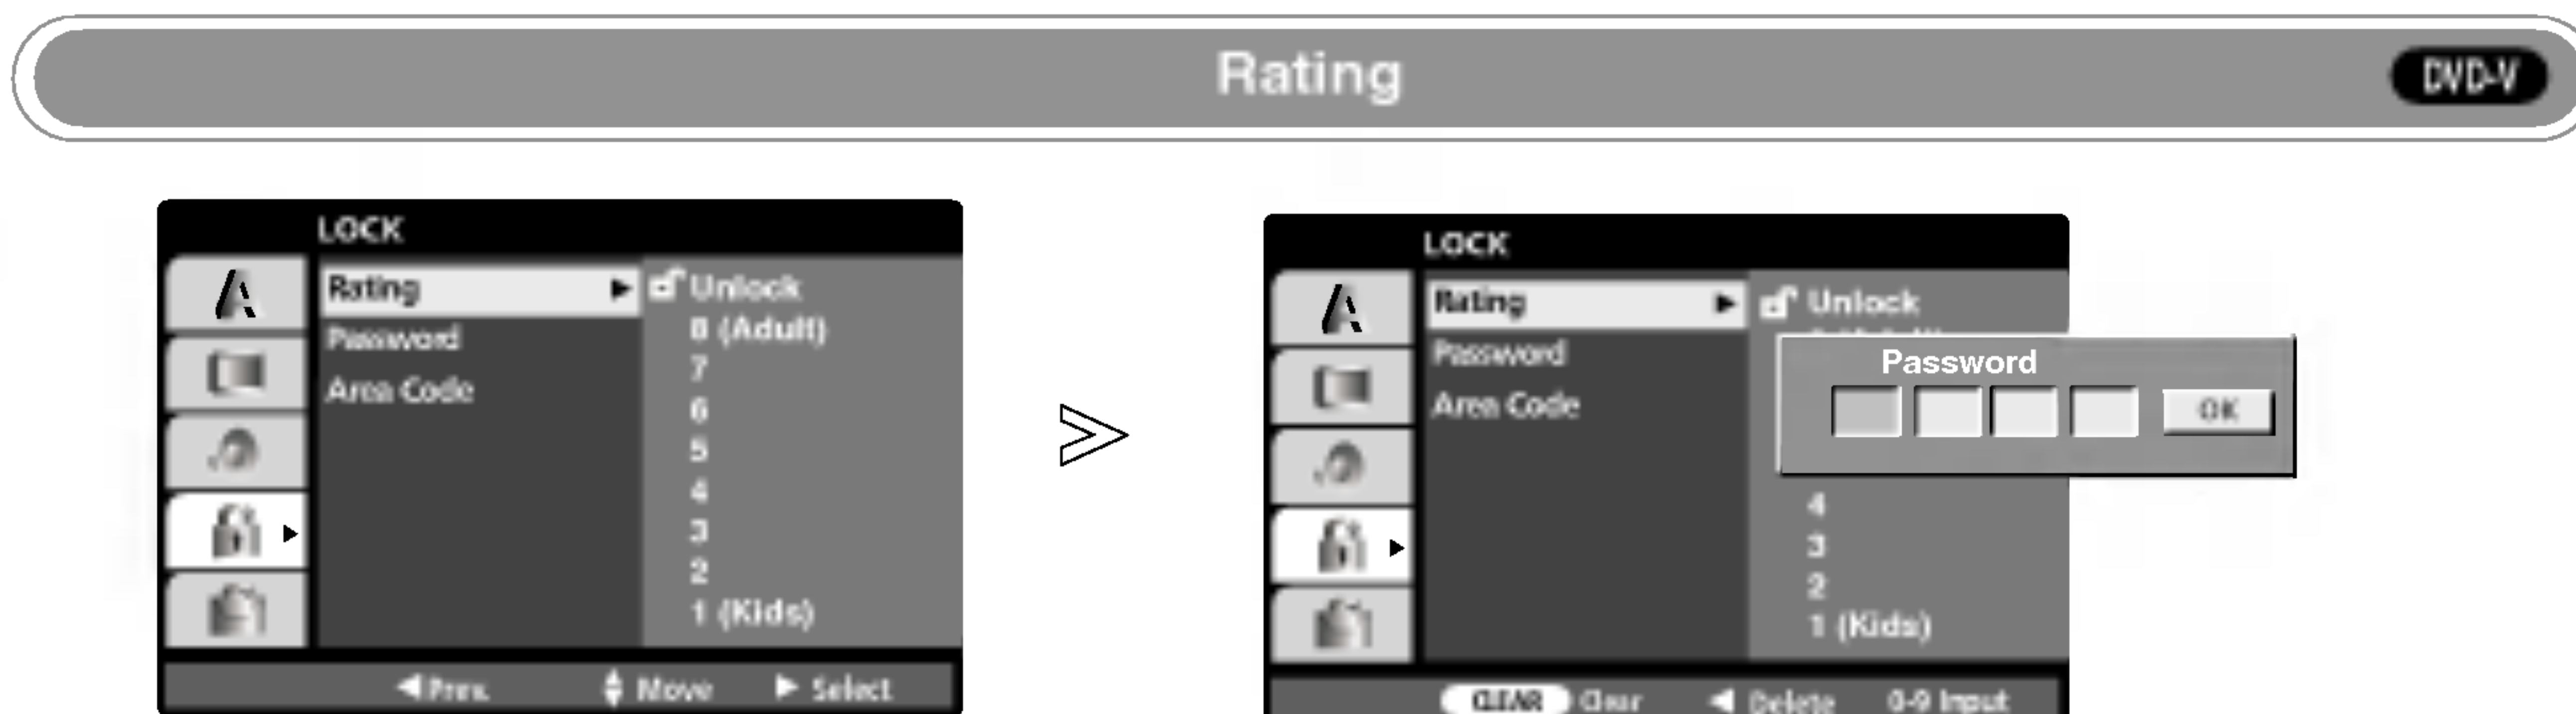 Rating
DVD-V
LOCK
Rating
Password
Area Code
Unlock
8 (Adult)
7
6
5
4
3
2
1 (Kids)
Prev. Move Select
LOCK
Rating
Password
Area Code
Unlock
Password
OK
4
3
2
1 (Kids)
CLEAR Clear Delete 0-9 Input